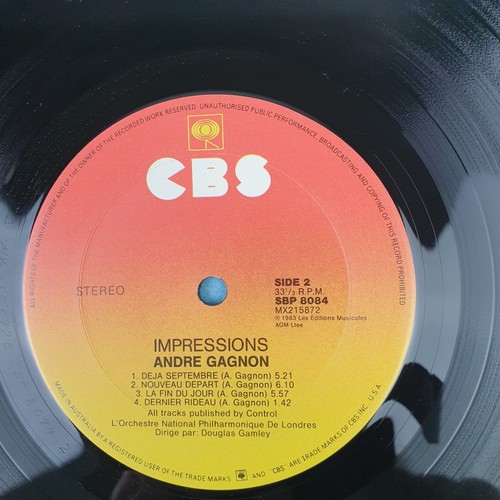 ALL RIGHTS OF THE MANUFACTURER AND OF THE OWNER OF THE RECORDED WORK RESERVED. UNAUTHORISED PUBLIC PERFORMANCE, BROADCASTING AND COPYING OF THIS RECORD PROHIBITED
CBS
STEREO
SIDE 2
33⅓ R.P.M.
SBP 8084
MX215872
℗ 1983 Les Editions Musicales
AGM Ltee
IMPRESSIONS
ANDRE GAGNON
1. DEJA SEPTEMBRE (A. Gagnon) 5.21
2. NOUVEAU DEPART (A. Gagnon) 6.10
3. LA FIN DU JOUR (A. Gagnon) 5.57
4. DERNIER RIDEAU (A. Gagnon) 1.42
All tracks published by Control
L'Orchestre National Philharmonique De Londres
Dirige par: Douglas Gamley
MADE IN AUSTRALIA BY A REGISTERED USER OF THE TRADE MARKS AND "CBS" ARE TRADE MARKS OF CBS INC. U.S.A.